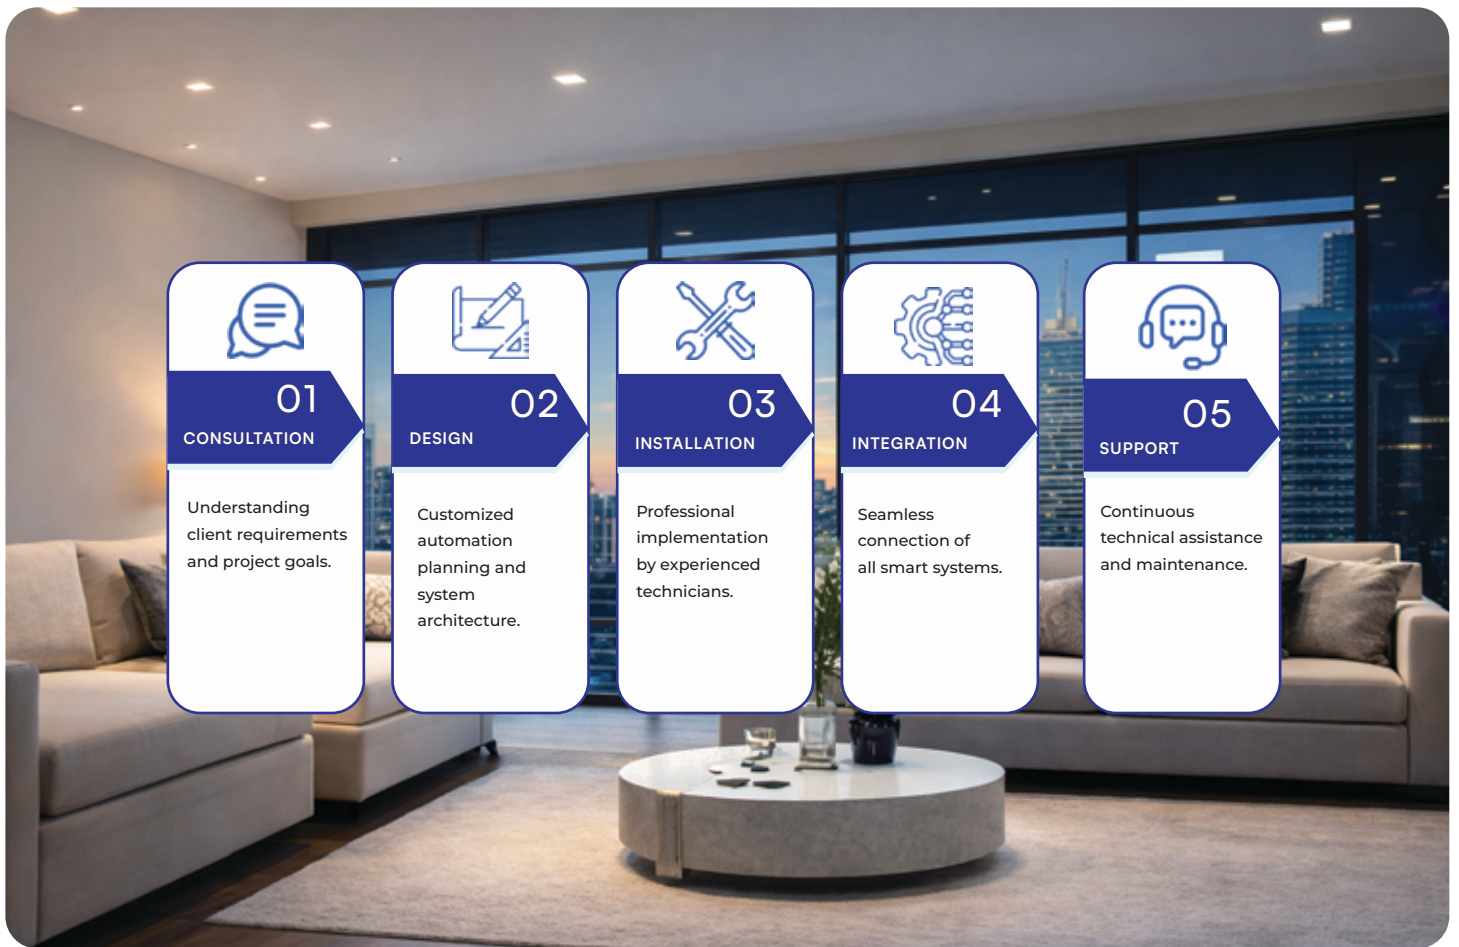 01
CONSULTATION
Understanding
client requirements
and project goals.
02
DESIGN
Customized
automation
planning and
system
architecture.
03
INSTALLATION
Professional
implementation
by experienced
technicians.
04
INTEGRATION
Seamless
connection of
all smart systems.
05
SUPPORT
Continuous
technical assistance
and maintenance.